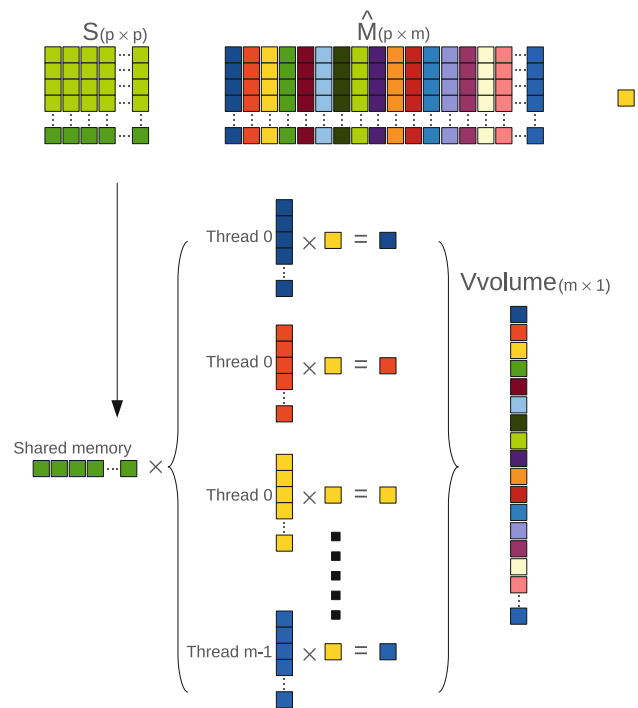 S(p × p)
M̂(p × m)
Thread 0 × =
Vvolume(m × 1)
Thread 0 × =
Shared memory
×
Thread 0 × =
Thread m-1 × =